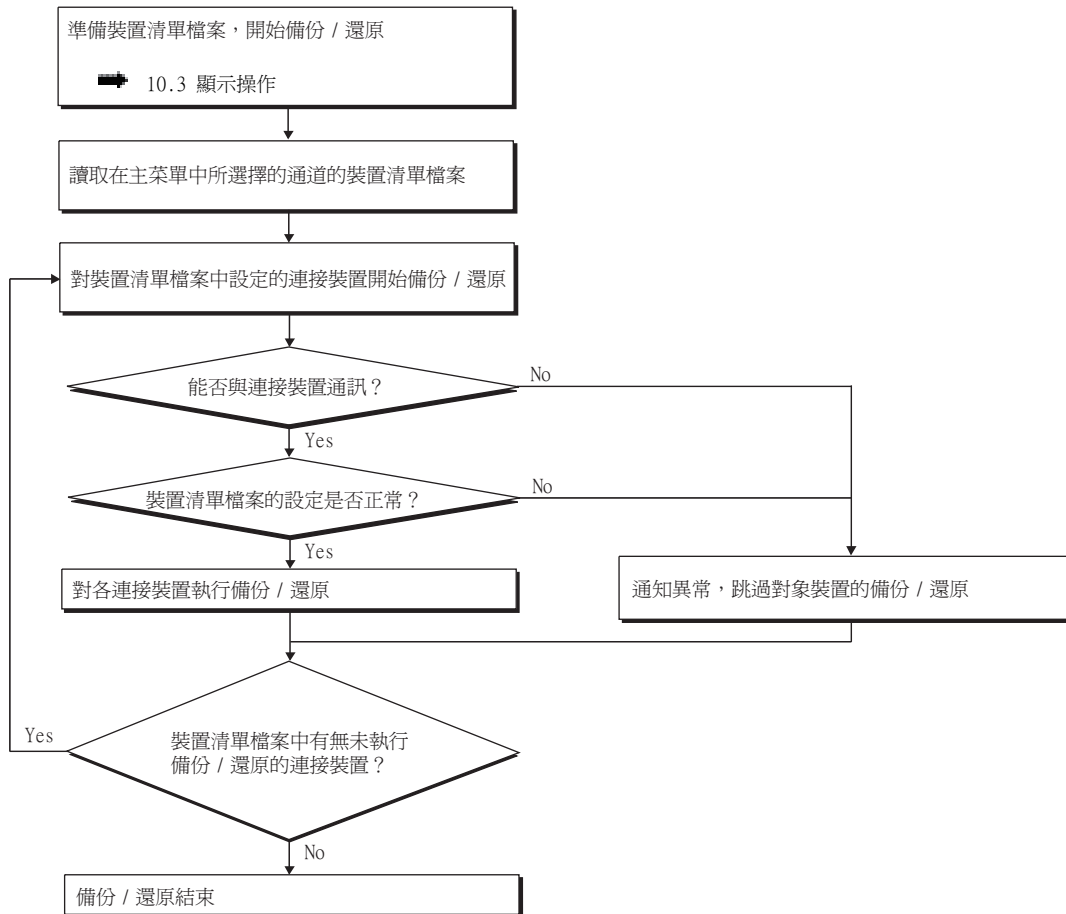 準備裝置清單檔案，開始備份 / 還原
10.3 顯示操作
讀取在主菜單中所選擇的通道的裝置清單檔案
對裝置清單檔案中設定的連接裝置開始備份 / 還原
能否與連接裝置通訊？
No
Yes
裝置清單檔案的設定是否正常？
No
Yes
對各連接裝置執行備份 / 還原
通知異常，跳過對象裝置的備份 / 還原
Yes
裝置清單檔案中有無未執行
備份 / 還原的連接裝置？
No
備份 / 還原結束